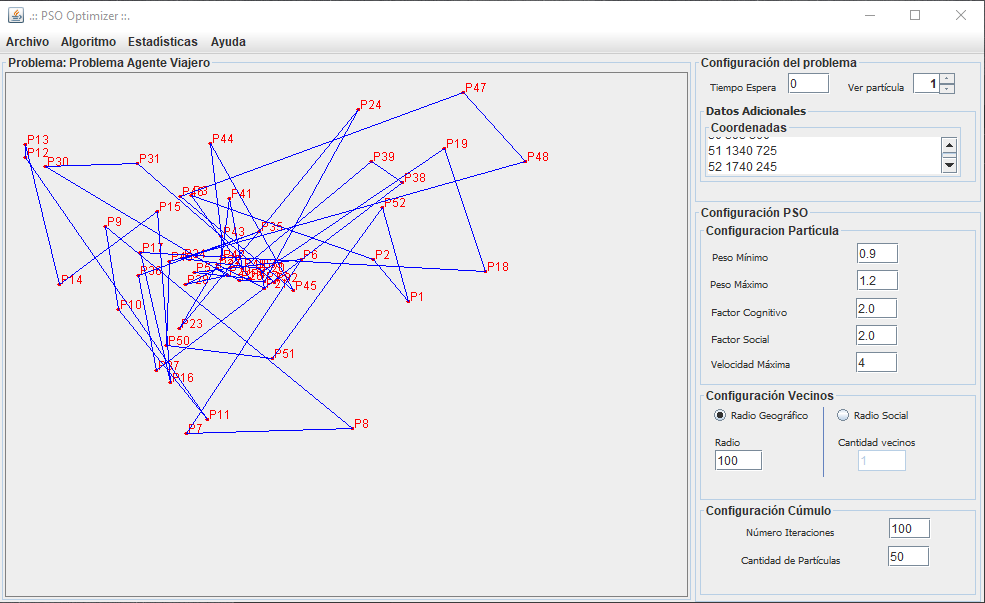 .:: PSO Optimizer ::.
Archivo Algoritmo Estadísticas Ayuda
Problema: Problema Agente Viajero
P47
P24
P13
P44
P19
P12
P30
P31
P39
P48
P38
P3
P41
P52
P15
P9
P35
P43
P17
P6
P2
P18
P36
P14
P45
P1
P10
P23
P50
P51
P16
P11
P7
P8
Configuración del problema
Tiempo Espera 0 Ver partícula 1
Datos Adicionales
Coordenadas
51 1340 725
52 1740 245
Configuración PSO
Configuracion Particula
Peso Mínimo 0.9
Peso Máximo 1.2
Factor Cognitivo 2.0
Factor Social 2.0
Velocidad Máxima 4
Configuración Vecinos
Radio Geográfico Radio Social
Radio Cantidad vecinos
100 1
Configuración Cúmulo
Número Iteraciones 100
Cantidad de Partículas 50